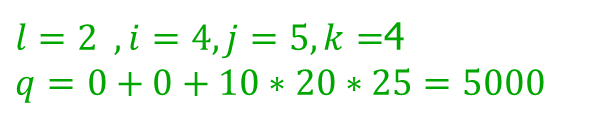 l = 2 ,i = 4,j = 5,k =4
q = 0 + 0 + 10 * 20 * 25 = 5000